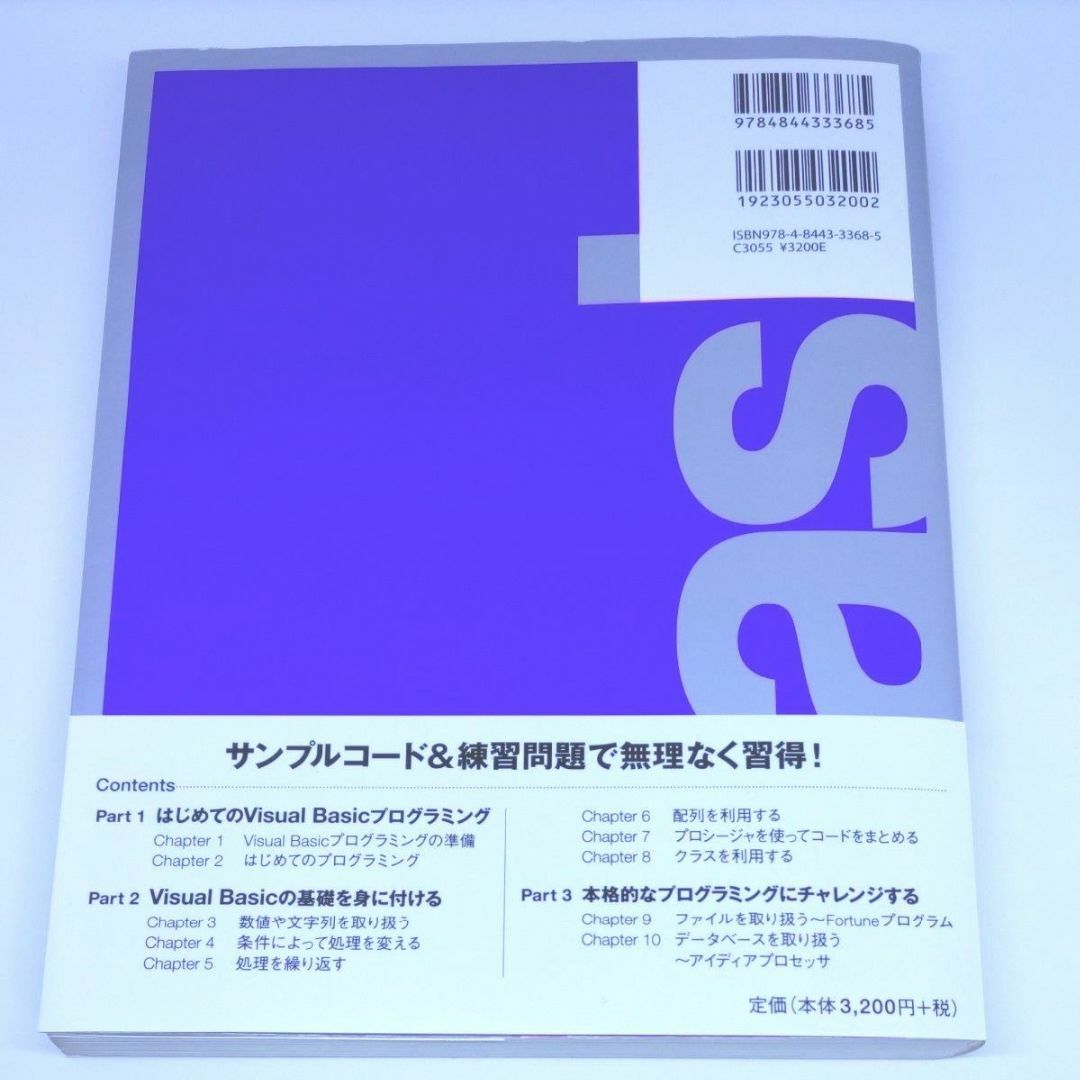 9784844333685
1923055032002
ISBN978-4-8443-3368-5
C3055 ¥3200E
sa
サンプルコード&練習問題で無理なく習得!
Contents
Part 1 はじめてのVisual Basicプログラミング
Chapter 1 Visual Basicプログラミングの準備
Chapter 2 はじめてのプログラミング
Part 2 Visual Basicの基礎を身に付ける
Chapter 3 数値や文字列を取り扱う
Chapter 4 条件によって処理を変える
Chapter 5 処理を繰り返す
Chapter 6 配列を利用する
Chapter 7 プロシージャを使ってコードをまとめる
Chapter 8 クラスを利用する
Part 3 本格的なプログラミングにチャレンジする
Chapter 9 ファイルを取り扱う〜Fortuneプログラム
Chapter 10 データベースを取り扱う
〜アイディアプロセッサ
定価(本体3,200円+税)